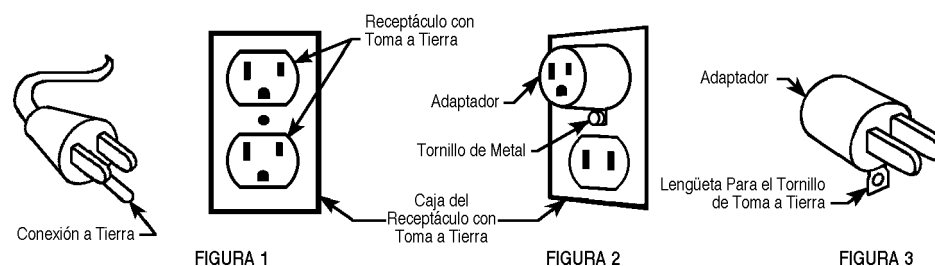 Receptáculo con
Toma a Tierra
Adaptador
Tornillo de Metal
Caja del
Receptáculo con
Toma a Tierra
Conexión a Tierra
Adaptador
Lengüeta Para el Tornillo
de Toma a Tierra
FIGURA 1
FIGURA 2
FIGURA 3